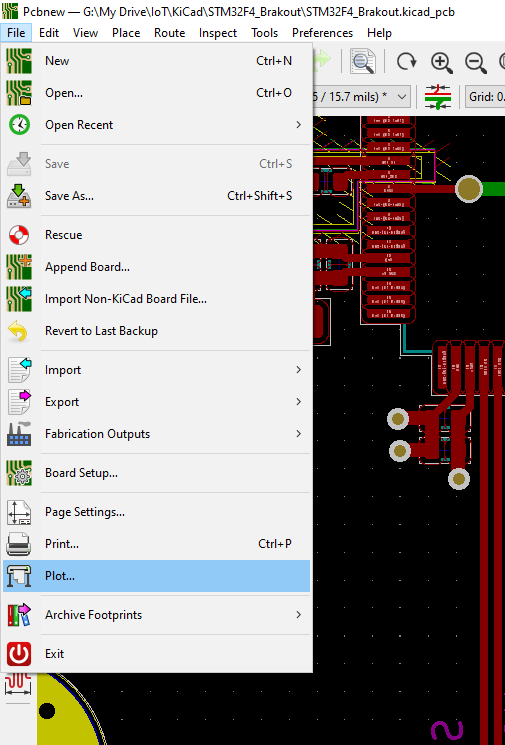 Pcbnew — G:\My Drive\IoT\KiCad\STM32F4_Brakout\STM32F4_Brakout.kicad_pcb
File Edit View Place Route Inspect Tools Preferences Help
New Ctrl+N
Open... Ctrl+O
5 / 15.7 mils) * Grid: 0.
Open Recent
Save Ctrl+S
Save As... Ctrl+Shift+S
Rescue
Append Board...
Import Non-KiCad Board File...
Revert to Last Backup
Import
Export
Fabrication Outputs
Board Setup...
Page Settings...
Print... Ctrl+P
Plot...
Archive Footprints
Exit